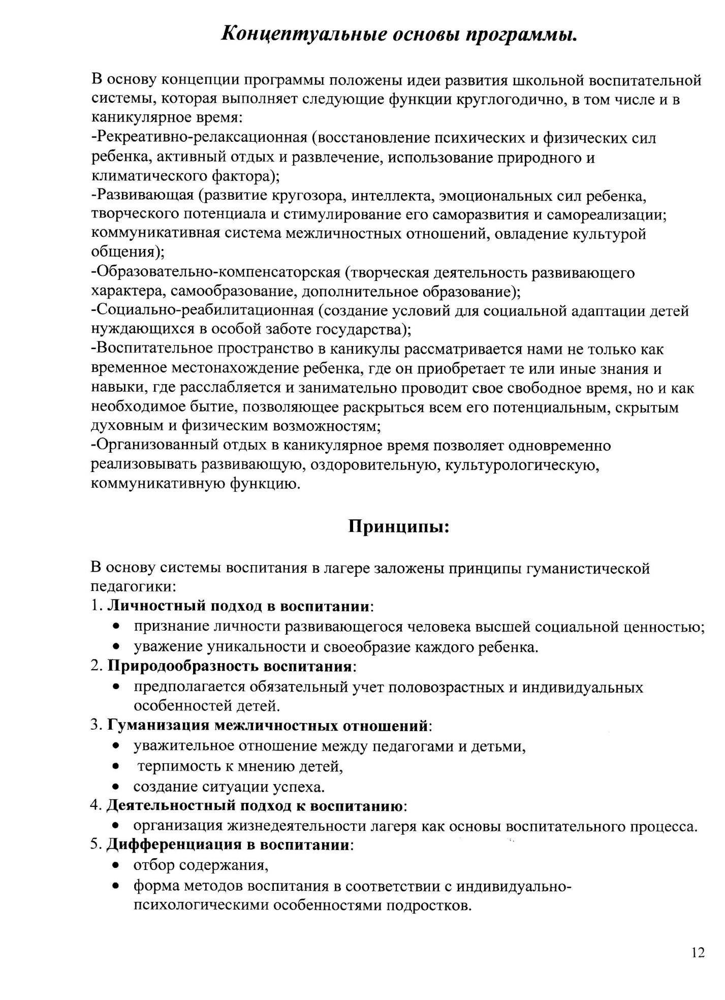 Концептуальные основы программы.
В основу концепции программы положены идеи развития школьной воспитательной
системы, которая выполняет следующие функции круглогодично, в том числе и в
каникулярное время:
-Рекреативно-релаксационная (восстановление психических и физических сил
ребенка, активный отдых и развлечение, использование природного и
климатического фактора);
-Развивающая (развитие кругозора, интеллекта, эмоциональных сил ребенка,
творческого потенциала и стимулирование его саморазвития и самореализации;
коммуникативная система межличностных отношений, овладение культурой
общения);
-Образовательно-компенсаторская (творческая деятельность развивающего
характера, самообразование, дополнительное образование);
-Социально-реабилитационная (создание условий для социальной адаптации детей
нуждающихся в особой заботе государства);
-Воспитательное пространство в каникулы рассматривается нами не только как
временное местонахождение ребенка, где он приобретает те или иные знания и
навыки, где расслабляется и занимательно проводит свое свободное время, но и как
необходимое бытие, позволяющее раскрыться всем его потенциальным, скрытым
духовным и физическим возможностям;
-Организованный отдых в каникулярное время позволяет одновременно
реализовывать развивающую, оздоровительную, культурологическую,
коммуникативную функцию.
Принципы:
В основу системы воспитания в лагере заложены принципы гуманистической
педагогики:
1. Личностный подход в воспитании:
• признание личности развивающегося человека высшей социальной ценностью;
• уважение уникальности и своеобразие каждого ребенка.
2. Природообразность воспитания:
• предполагается обязательный учет половозрастных и индивидуальных
особенностей детей.
3. Гуманизация межличностных отношений:
• уважительное отношение между педагогами и детьми,
• терпимость к мнению детей,
• создание ситуации успеха.
4. Деятельностный подход к воспитанию:
• организация жизнедеятельности лагеря как основы воспитательного процесса.
5. Дифференциация в воспитании:
• отбор содержания,
• форма методов воспитания в соответствии с индивидуально-
психологическими особенностями подростков.
12